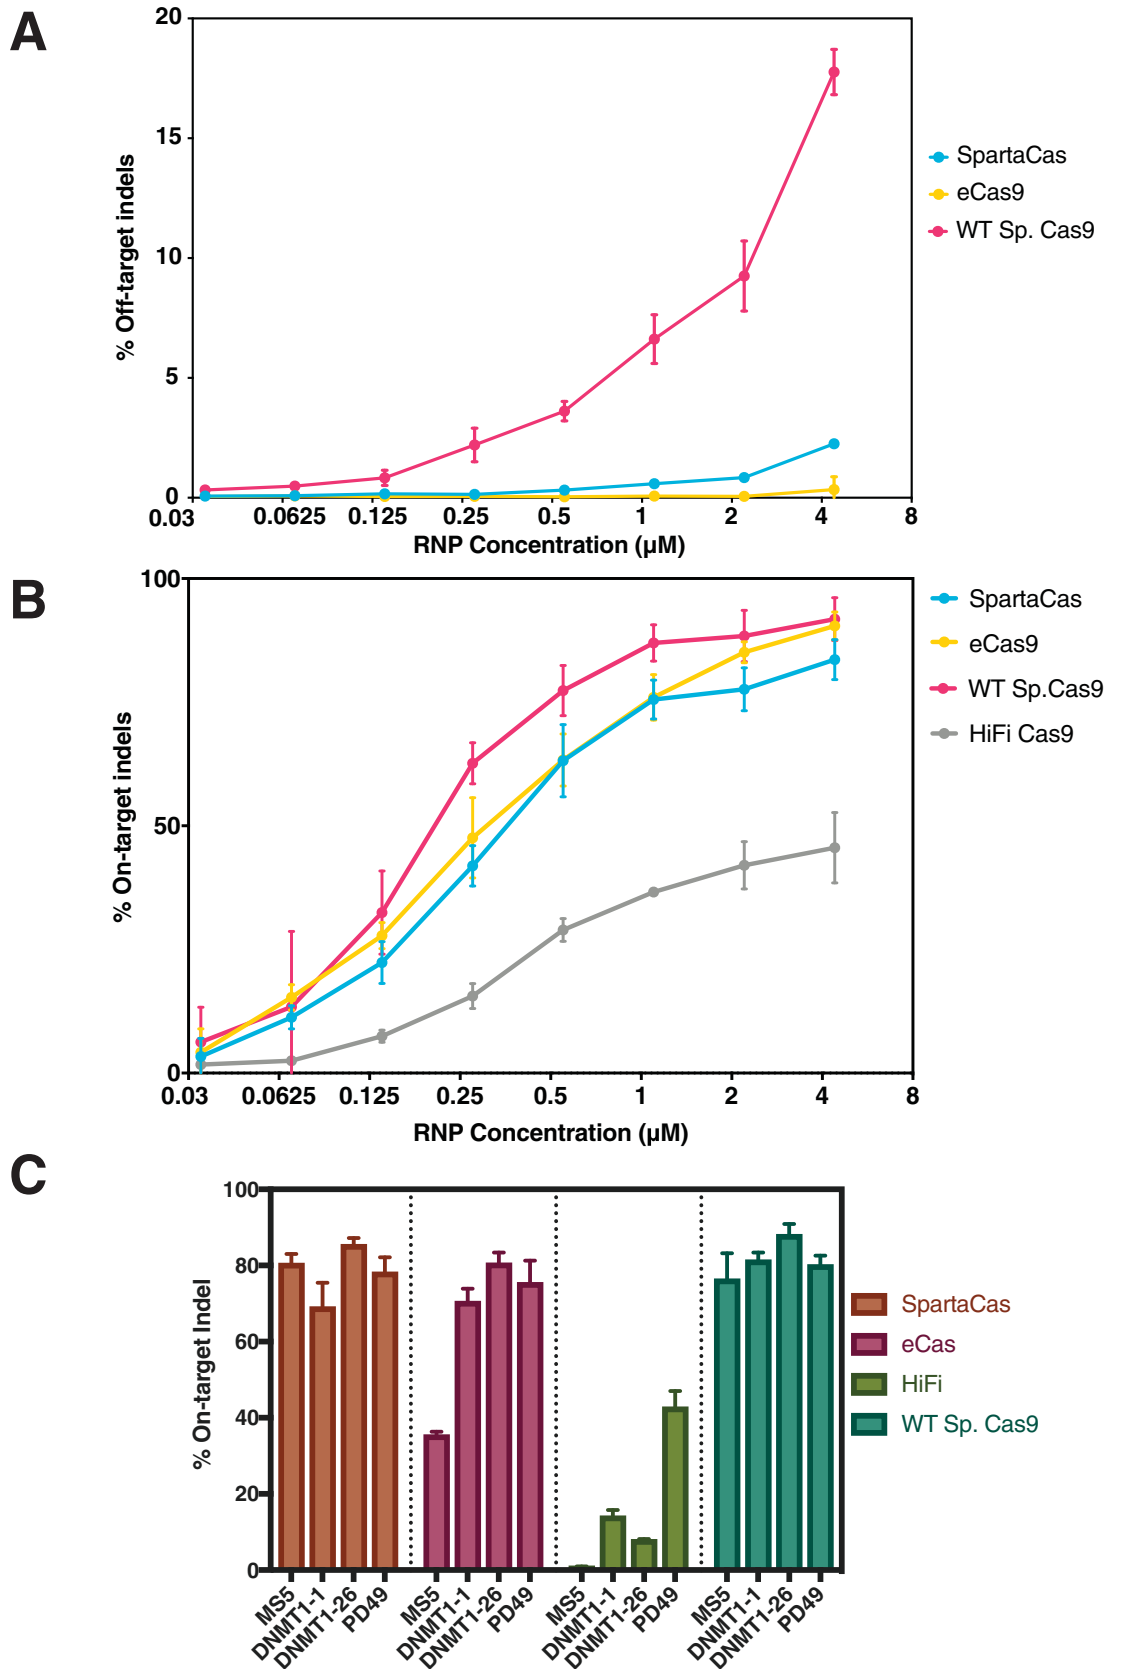 A
20
15
10
5
0
% Off-target indels
SpartaCas
eCas9
WT Sp. Cas9
0.03 0.0625 0.125 0.25 0.5 1 2 4 8
RNP Concentration (µM)
B
100
50
0
% On-target indels
SpartaCas
eCas9
WT Sp.Cas9
HiFi Cas9
0.03 0.0625 0.125 0.25 0.5 1 2 4 8
RNP Concentration (µM)
C
100
80
60
40
20
0
% On-target Indel
SpartaCas
eCas
HiFi
WT Sp. Cas9
MS5 DNMT1-1 DNMT1-26 PD49 MS5 DNMT1-1 DNMT1-26 PD49 MS5 DNMT1-1 DNMT1-26 PD49 MS5 DNMT1-1 DNMT1-26 PD49